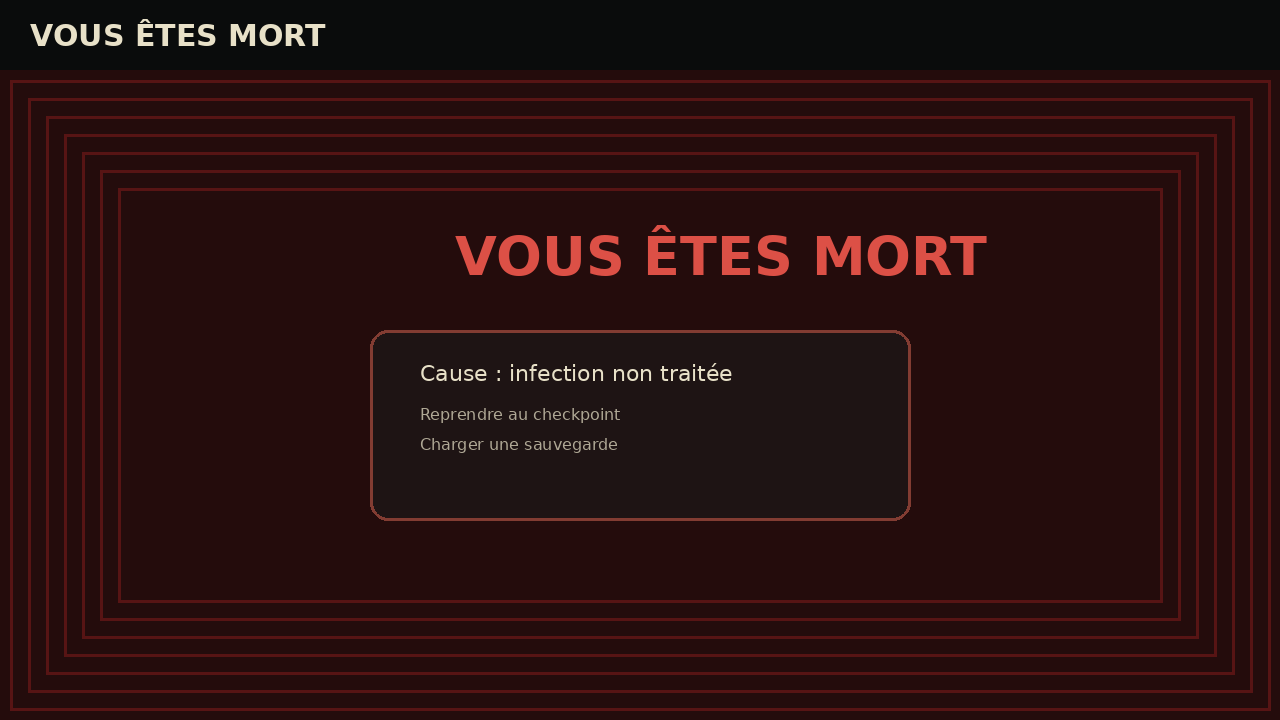 VOUS ÊTES MORT
VOUS ÊTES MORT
Cause : infection non traitée
Reprendre au checkpoint
Charger une sauvegarde